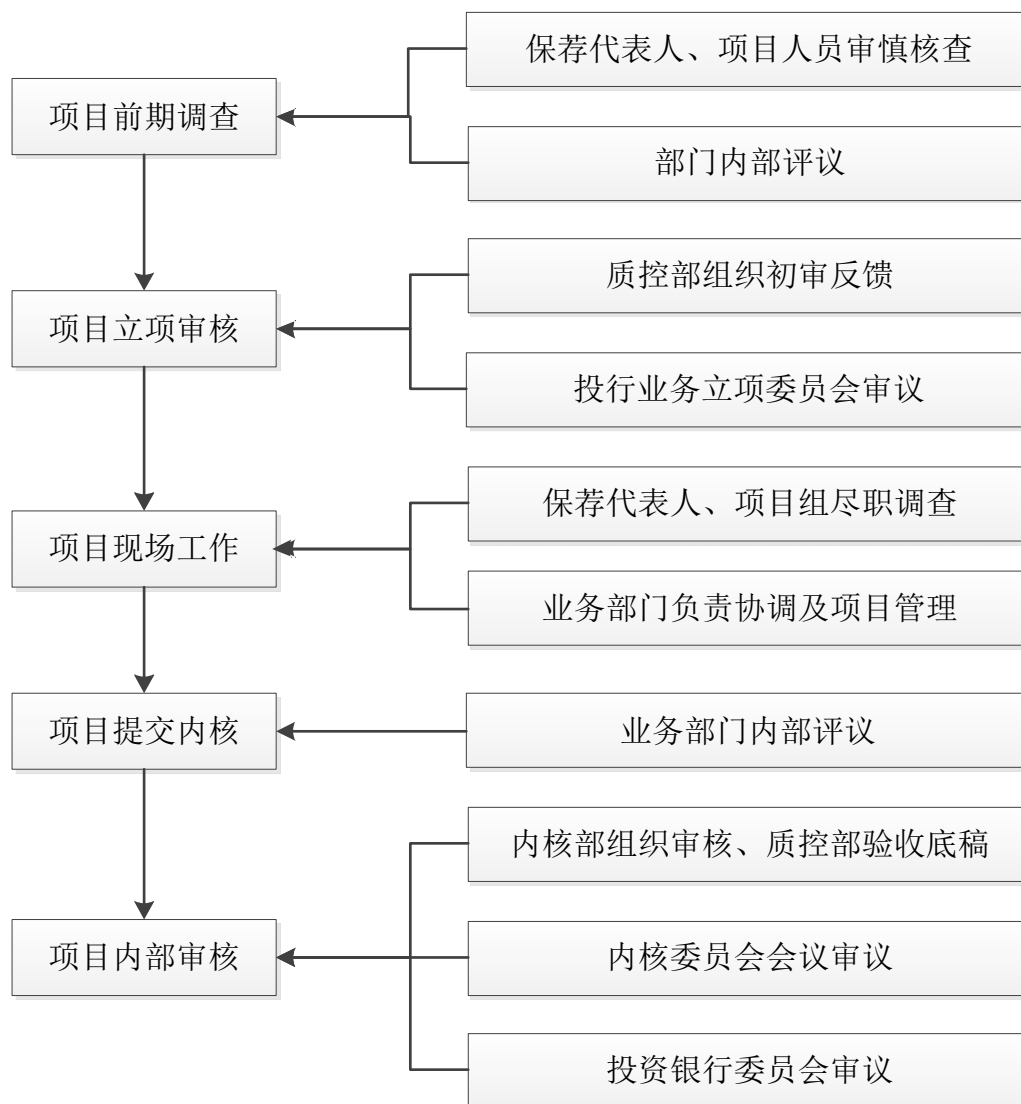 项目前期调查
保荐代表人、项目人员审慎核查
部门内部评议
项目立项审核
质控部组织初审反馈
投行业务立项委员会审议
项目现场工作
保荐代表人、项目组尽职调查
业务部门负责协调及项目管理
项目提交内核
业务部门内部评议
项目内部审核
内核部组织审核、质控部验收底稿
内核委员会会议审议
投资银行委员会审议